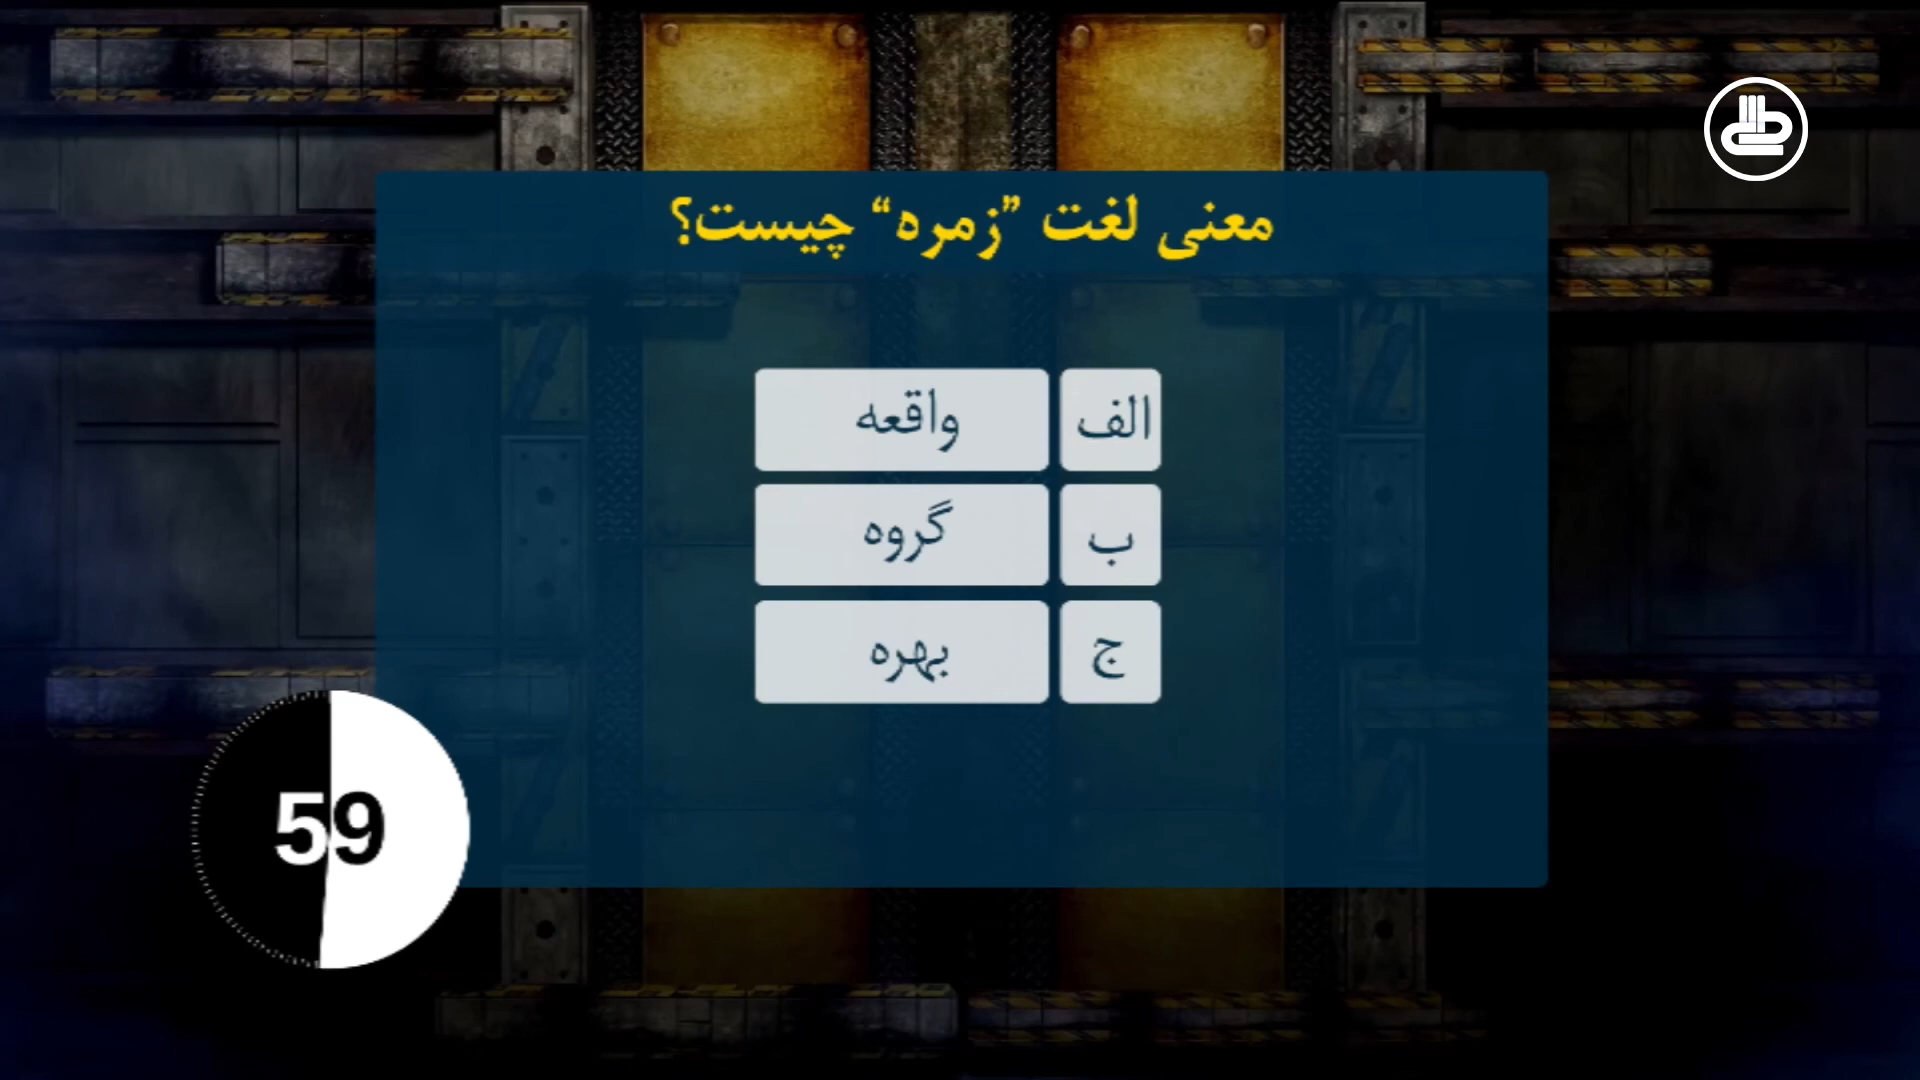 معنی لغت ”زمره“ چیست؟
الف واقعه
ب گروه
ج بهره
59